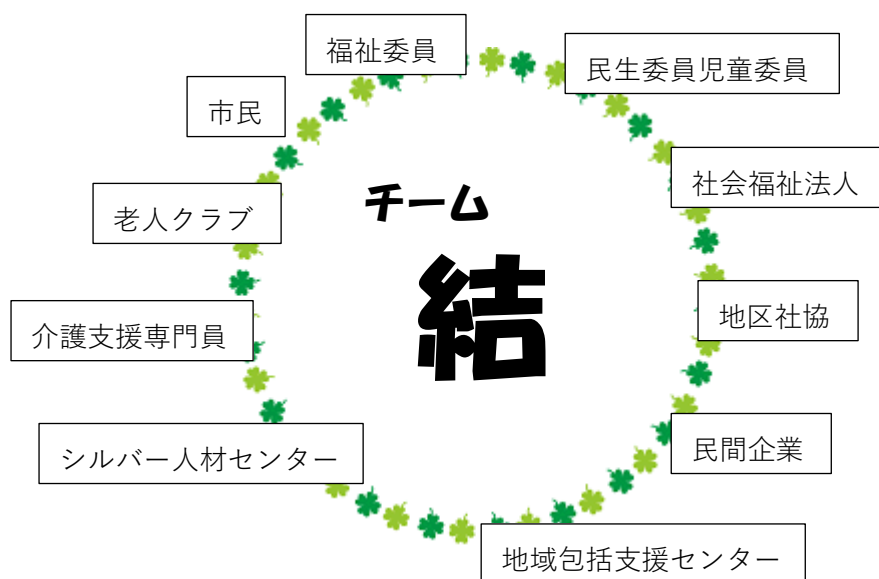 福祉委員
民生委員児童委員
市民
社会福祉法人
チーム
老人クラブ
結
地区社協
介護支援専門員
シルバー人材センター
民間企業
地域包括支援センター